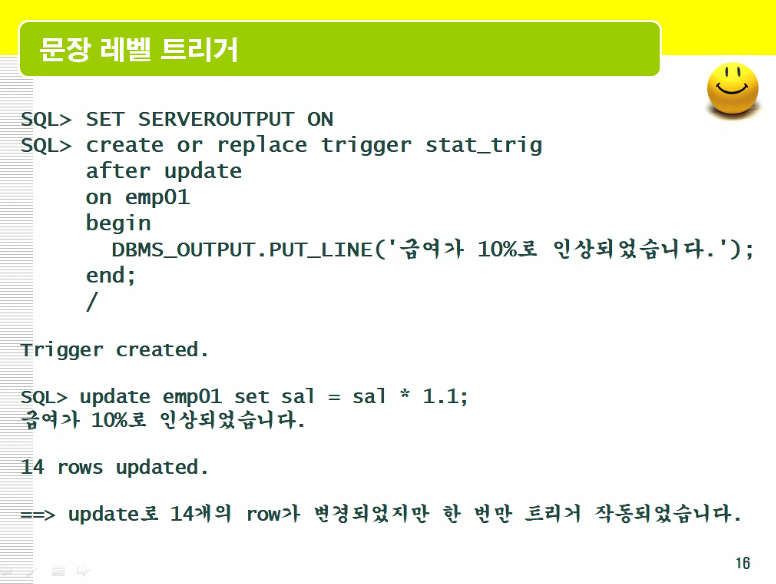 문장 레벨 트리거
SQL> SET SERVEROUTPUT ON
SQL> create or replace trigger stat_trig
after update
on emp01
begin
DBMS_OUTPUT.PUT_LINE('급여가 10%로 인상되었습니다.');
end;
/
Trigger created.
SQL> update emp01 set sal = sal * 1.1;
급여가 10%로 인상되었습니다.
14 rows updated.
==> update로 14개의 row가 변경되었지만 한 번만 트리거 작동되었습니다.
16